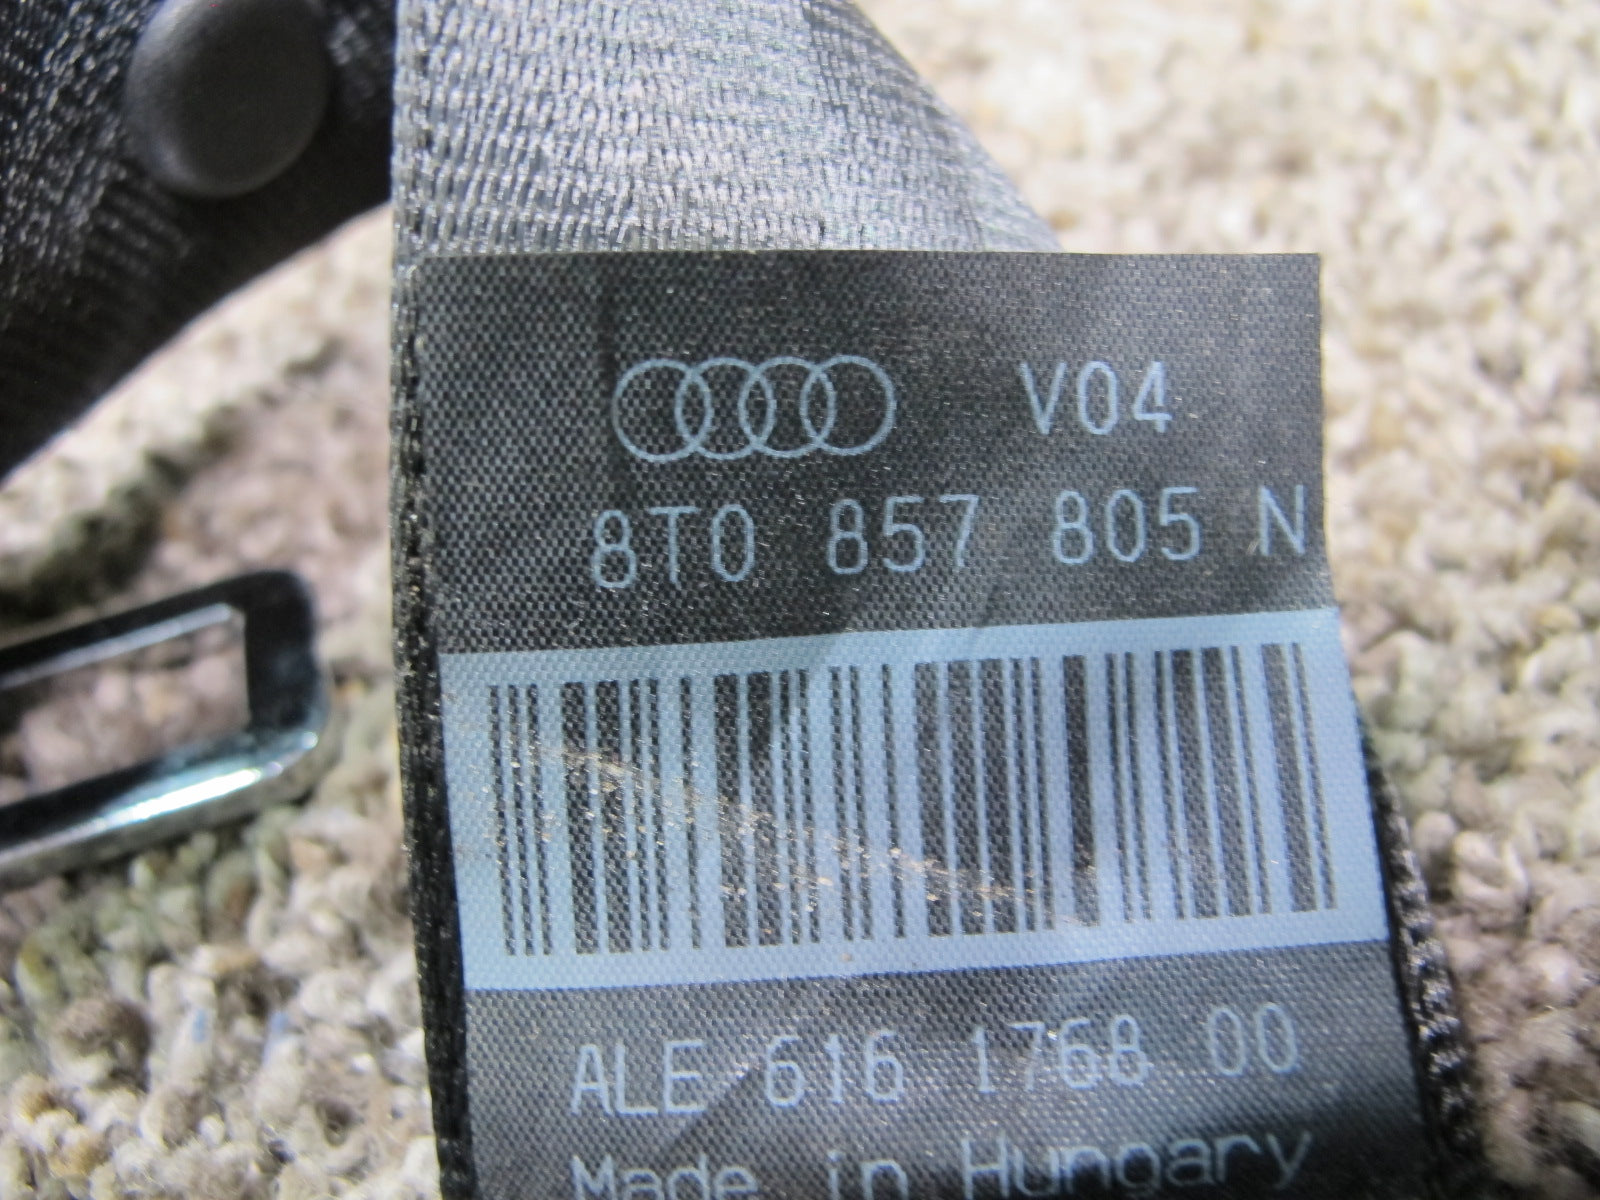 V04
8T0 857 805 N
ALE 616 1768 00
Made in Hungary